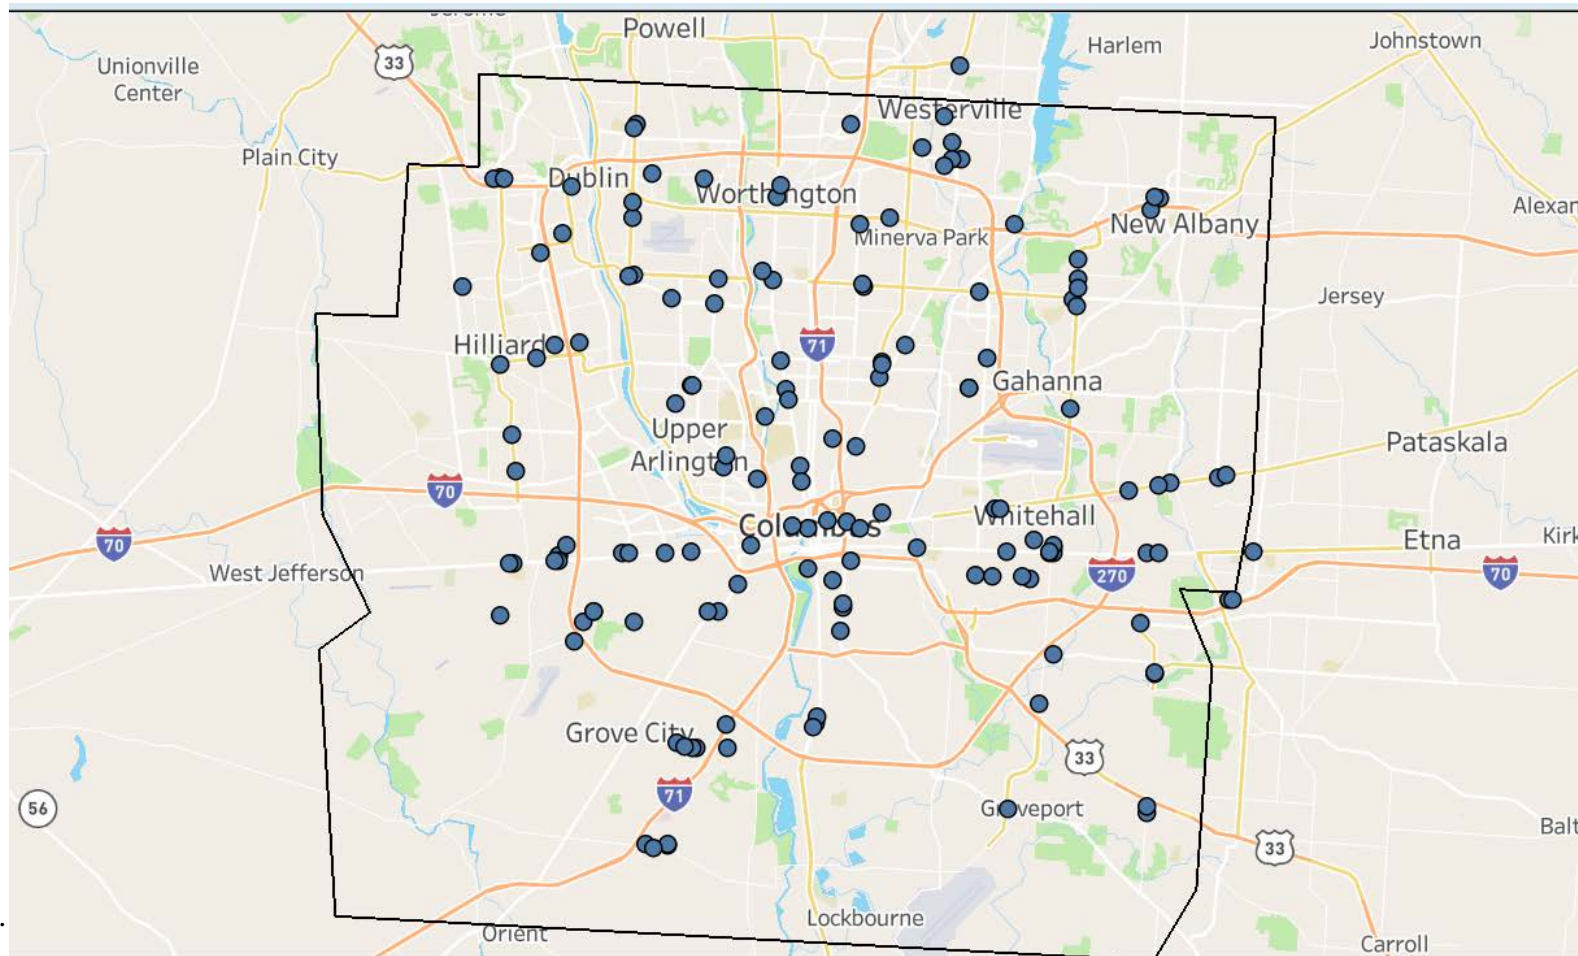 Jerome
Powell
Harlem
Johnstown
33
Unionville
Center
Westerville
Plain City
Dublin
Worthington
New Albany
Alexan
Minerva Park
Jersey
Hilliard
71
Gahanna
Upper
Arlington
Pataskala
70
Columbus
Whitehall
Etna
Kirk
70
West Jefferson
270
70
Grove City
33
71
56
Groveport
Balt
33
Lockbourne
Orient
Carroll
.